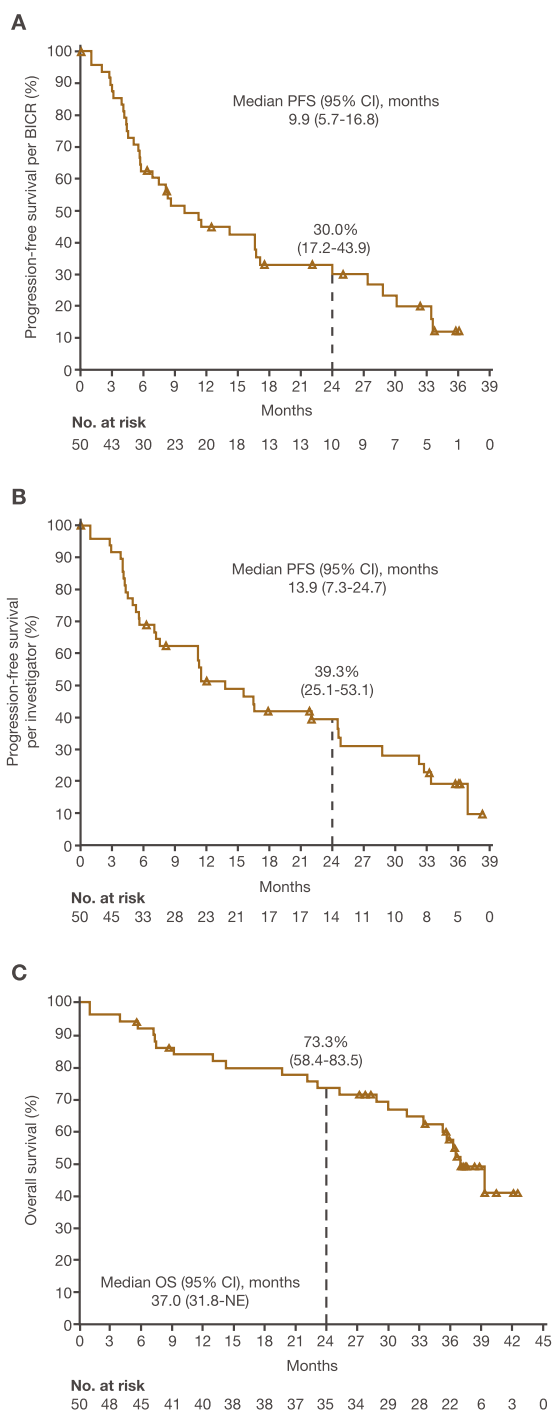 A
Progression-free survival per BICR (%)
100
90
80
70
60
50
40
30
20
10
0
Median PFS (95% CI), months
9.9 (5.7-16.8)
30.0%
(17.2-43.9)
0 3 6 9 12 15 18 21 24 27 30 33 36 39
Months
No. at risk
50 43 30 23 20 18 13 13 10 9 7 5 1 0
B
Progression-free survival
per investigator (%)
100
90
80
70
60
50
40
30
20
10
0
Median PFS (95% CI), months
13.9 (7.3-24.7)
39.3%
(25.1-53.1)
0 3 6 9 12 15 18 21 24 27 30 33 36 39
Months
No. at risk
50 45 33 28 23 21 17 17 14 11 10 8 5 0
C
Overall survival (%)
100
90
80
70
60
50
40
30
20
10
0
73.3%
(58.4-83.5)
Median OS (95% CI), months
37.0 (31.8-NE)
0 3 6 9 12 15 18 21 24 27 30 33 36 39 42 45
Months
No. at risk
50 48 45 41 40 38 38 37 35 34 29 28 22 6 3 0